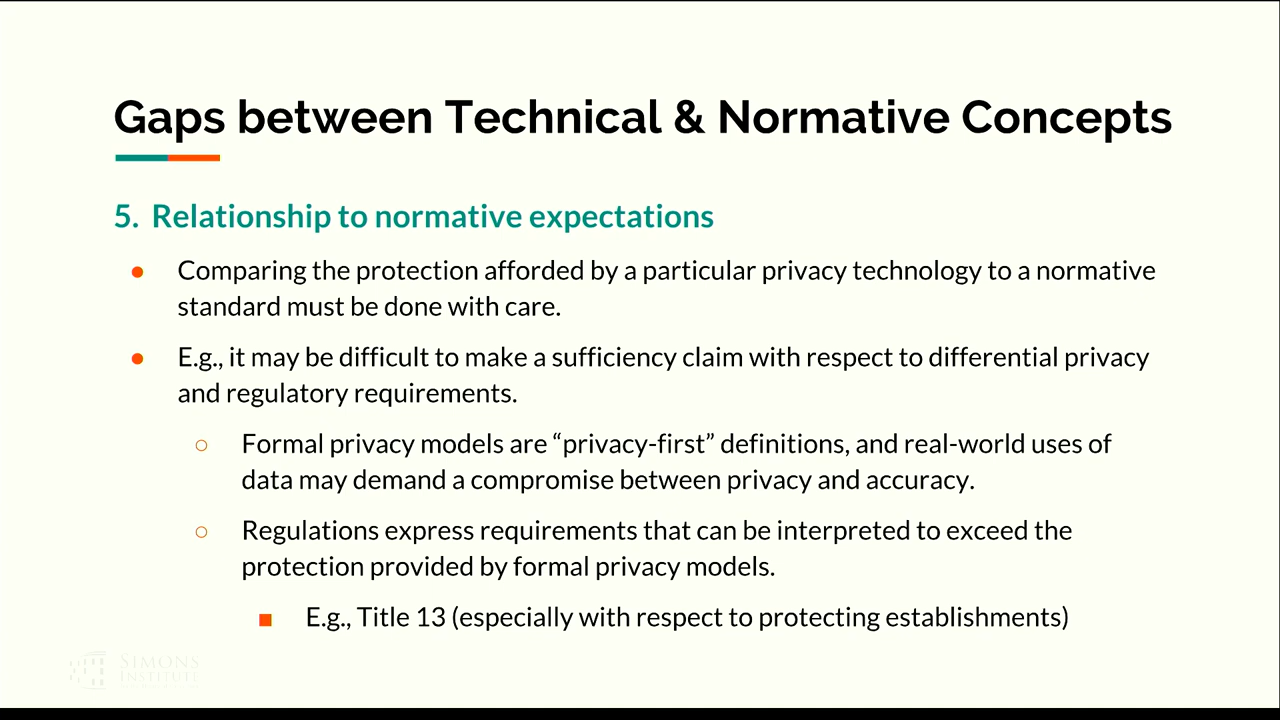 Gaps between Technical & Normative Concepts
5. Relationship to normative expectations
● Comparing the protection afforded by a particular privacy technology to a normative
standard must be done with care.
● E.g., it may be difficult to make a sufficiency claim with respect to differential privacy
and regulatory requirements.
○ Formal privacy models are “privacy-first” definitions, and real-world uses of
data may demand a compromise between privacy and accuracy.
○ Regulations express requirements that can be interpreted to exceed the
protection provided by formal privacy models.
■ E.g., Title 13 (especially with respect to protecting establishments)
SIMONS
INSTITUTE